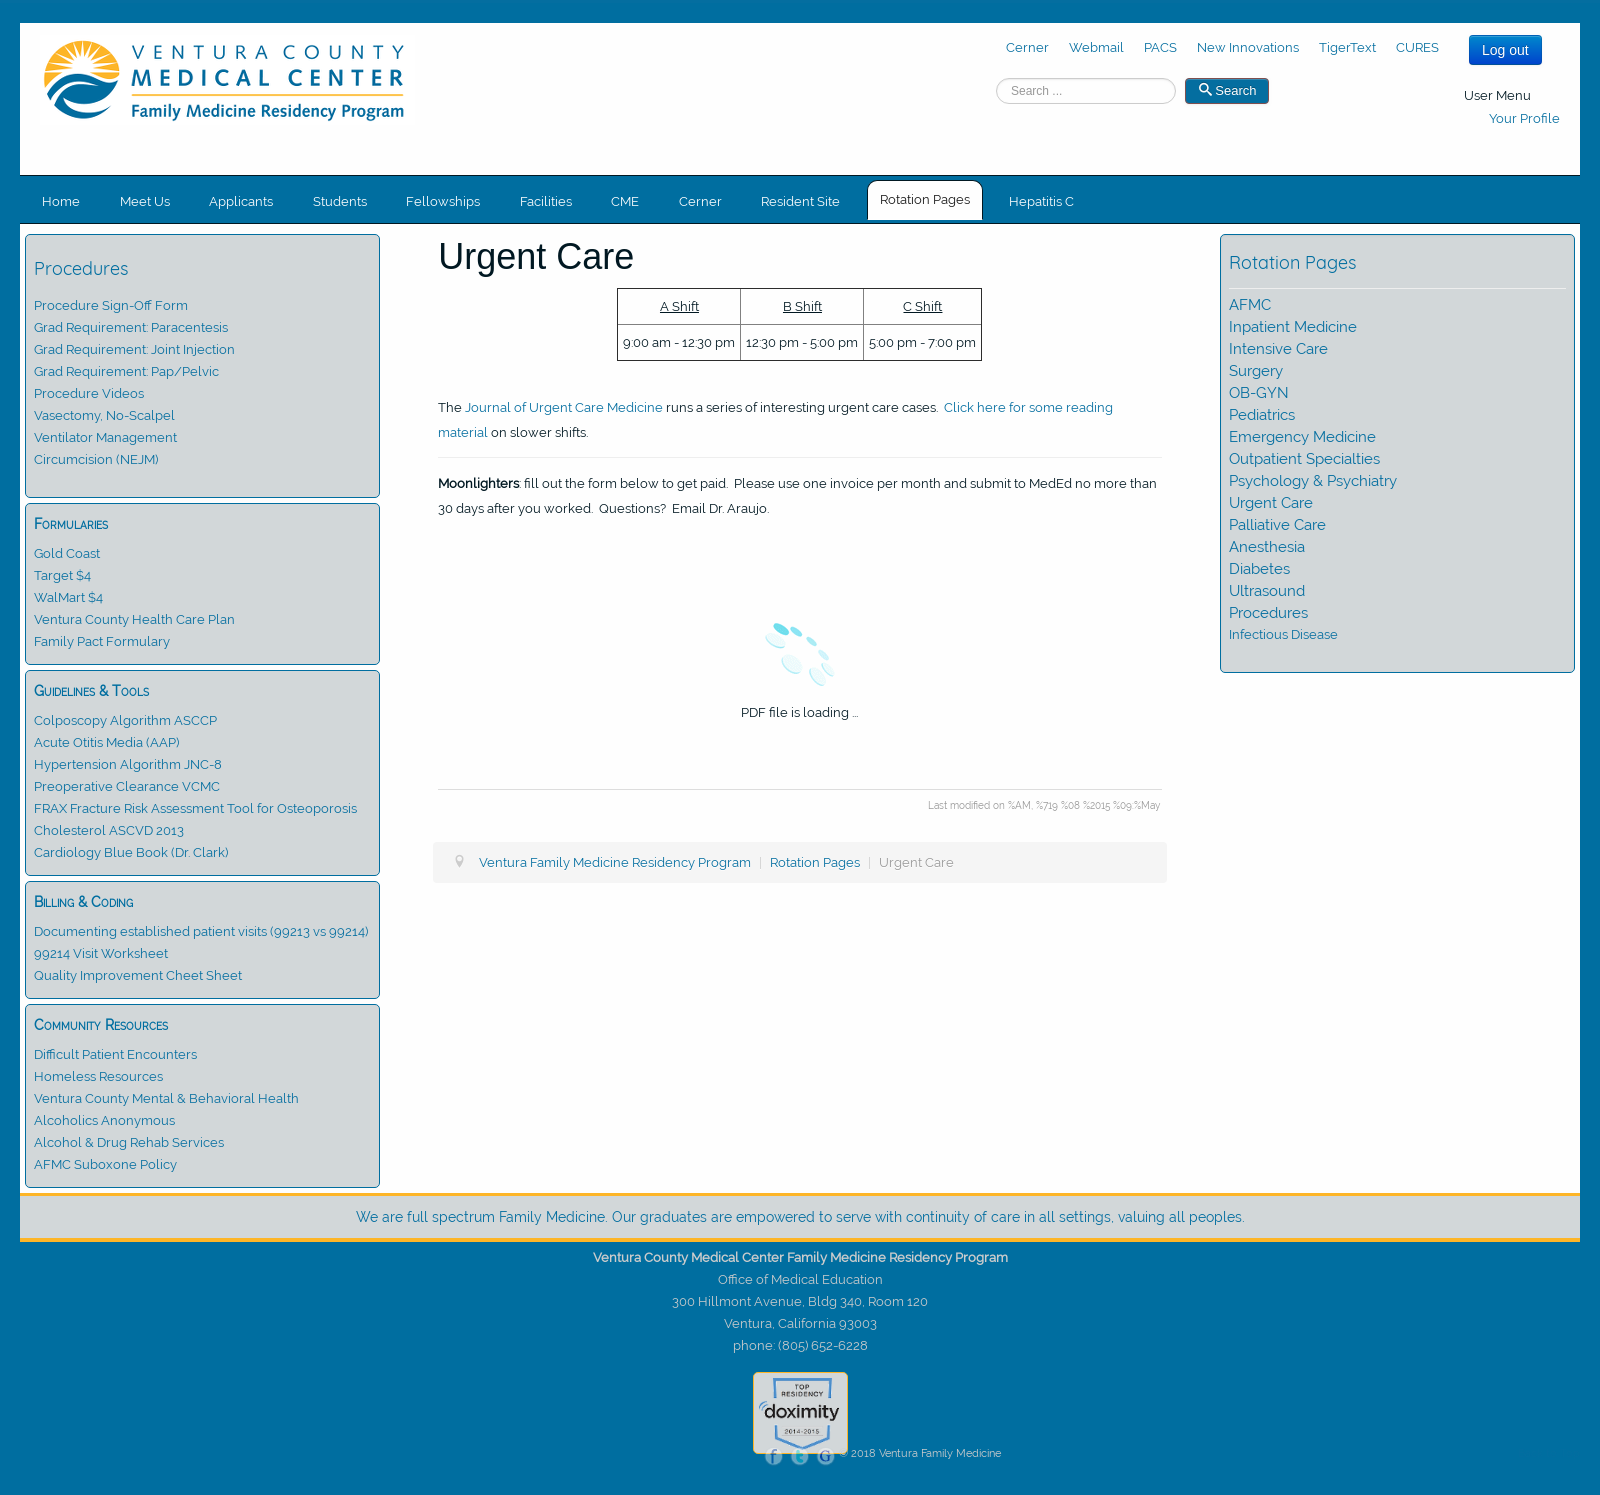 VENTURA COUNTY
MEDICAL CENTER
Family Medicine Residency Program
Cerner Webmail PACS New Innovations TigerText CURES
Log out
Search ...
Search
User Menu
Your Profile
Home Meet Us Applicants Students Fellowships Facilities CME Cerner Resident Site Rotation Pages Hepatitis C
Procedures
Procedure Sign-Off Form
Grad Requirement: Paracentesis
Grad Requirement: Joint Injection
Grad Requirement: Pap/Pelvic
Procedure Videos
Vasectomy, No-Scalpel
Ventilator Management
Circumcision (NEJM)
Formularies
Gold Coast
Target $4
WalMart $4
Ventura County Health Care Plan
Family Pact Formulary
Guidelines & Tools
Colposcopy Algorithm ASCCP
Acute Otitis Media (AAP)
Hypertension Algorithm JNC-8
Preoperative Clearance VCMC
FRAX Fracture Risk Assessment Tool for Osteoporosis
Cholesterol ASCVD 2013
Cardiology Blue Book (Dr. Clark)
Billing & Coding
Documenting established patient visits (99213 vs 99214)
99214 Visit Worksheet
Quality Improvement Cheet Sheet
Community Resources
Difficult Patient Encounters
Homeless Resources
Ventura County Mental & Behavioral Health
Alcoholics Anonymous
Alcohol & Drug Rehab Services
AFMC Suboxone Policy
Urgent Care
A Shift B Shift C Shift
9:00 am - 12:30 pm 12:30 pm - 5:00 pm 5:00 pm - 7:00 pm
The Journal of Urgent Care Medicine runs a series of interesting urgent care cases. Click here for some reading
material on slower shifts.
Moonlighters: fill out the form below to get paid. Please use one invoice per month and submit to MedEd no more than
30 days after you worked. Questions? Email Dr. Araujo.
PDF file is loading ...
Last modified on %AM, %719 %08 %2015 %09:%May
Ventura Family Medicine Residency Program | Rotation Pages | Urgent Care
Rotation Pages
AFMC
Inpatient Medicine
Intensive Care
Surgery
OB-GYN
Pediatrics
Emergency Medicine
Outpatient Specialties
Psychology & Psychiatry
Urgent Care
Palliative Care
Anesthesia
Diabetes
Ultrasound
Procedures
Infectious Disease
We are full spectrum Family Medicine. Our graduates are empowered to serve with continuity of care in all settings, valuing all peoples.
Ventura County Medical Center Family Medicine Residency Program
Office of Medical Education
300 Hillmont Avenue, Bldg 340, Room 120
Ventura, California 93003
phone: (805) 652-6228
TOP
RESIDENCY
doximity
2014-2015
f t G © 2018 Ventura Family Medicine